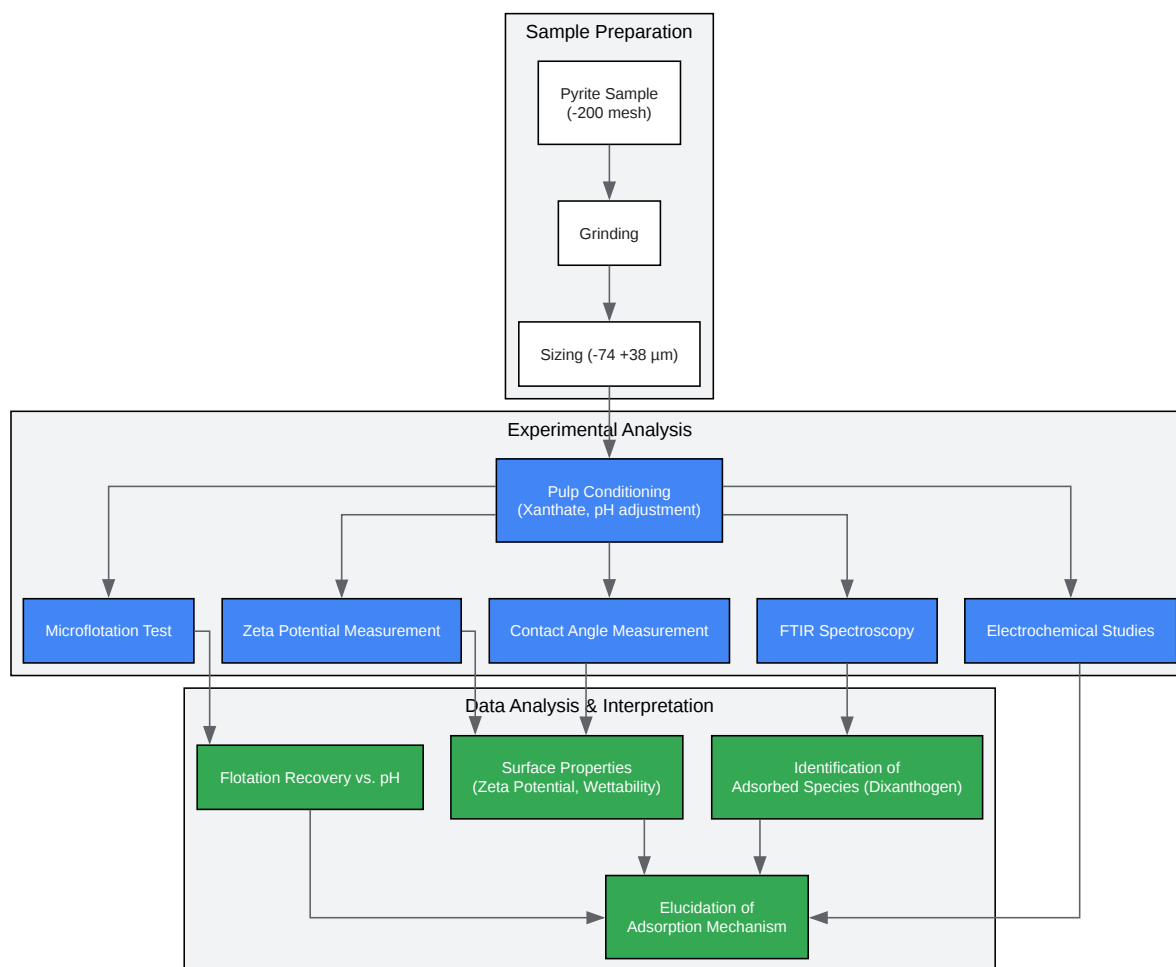 Sample Preparation
Pyrite Sample
(-200 mesh)
Grinding
Sizing (-74 +38 µm)
Experimental Analysis
Pulp Conditioning
(Xanthate, pH adjustment)
Microflotation Test
Zeta Potential Measurement
Contact Angle Measurement
FTIR Spectroscopy
Electrochemical Studies
Data Analysis & Interpretation
Flotation Recovery vs. pH
Surface Properties
(Zeta Potential, Wettability)
Identification of
Adsorbed Species (Dixanthogen)
Elucidation of
Adsorption Mechanism